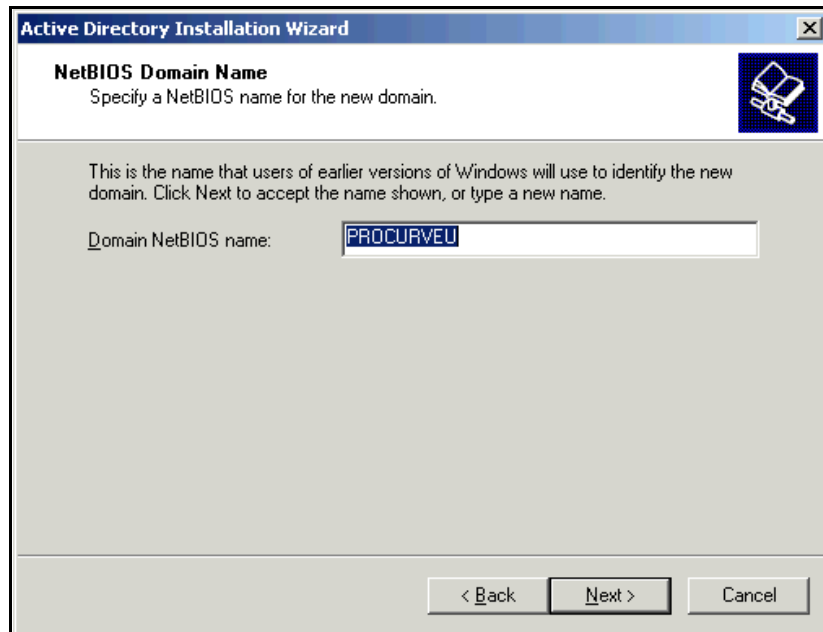 Active Directory Installation Wizard
NetBIOS Domain Name
Specify a NetBIOS name for the new domain.
This is the name that users of earlier versions of Windows will use to identify the new
domain. Click Next to accept the name shown, or type a new name.
Domain NetBIOS name: PROCURVEU
< Back Next > Cancel